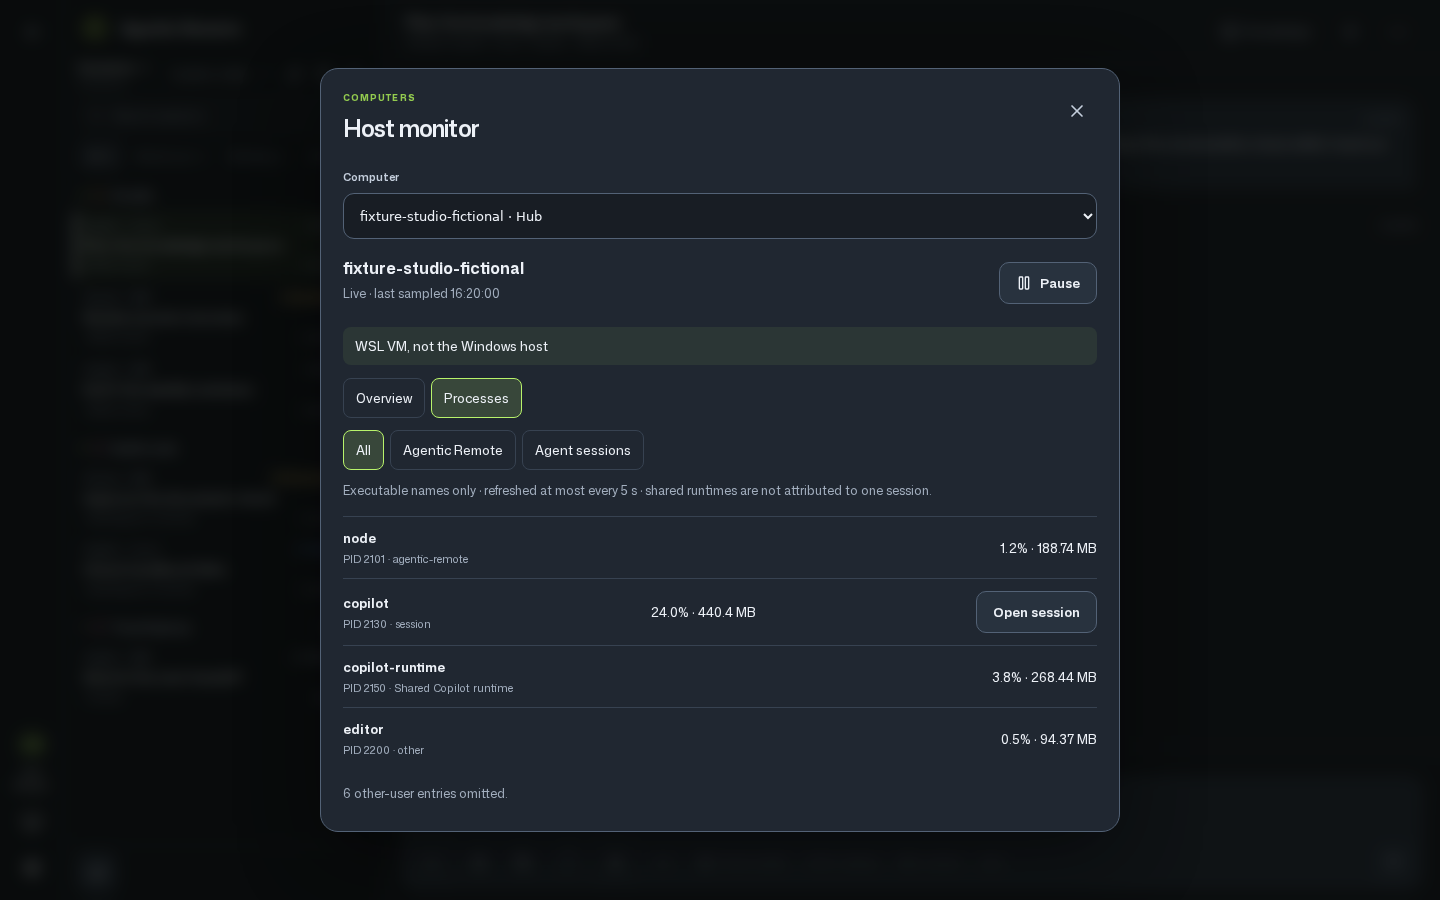 COMPUTERS
Host monitor
Computer
fixture-studio-fictional · Hub
fixture-studio-fictional
Live · last sampled 16:20:00
Pause
WSL VM, not the Windows host
Overview
Processes
All
Agentic Remote
Agent sessions
Executable names only · refreshed at most every 5 s · shared runtimes are not attributed to one session.
node
PID 2101 · agentic-remote
1.2% · 188.74 MB
copilot
PID 2130 · session
24.0% · 440.4 MB
Open session
copilot-runtime
PID 2150 · Shared Copilot runtime
3.8% · 268.44 MB
editor
PID 2200 · other
0.5% · 94.37 MB
6 other-user entries omitted.